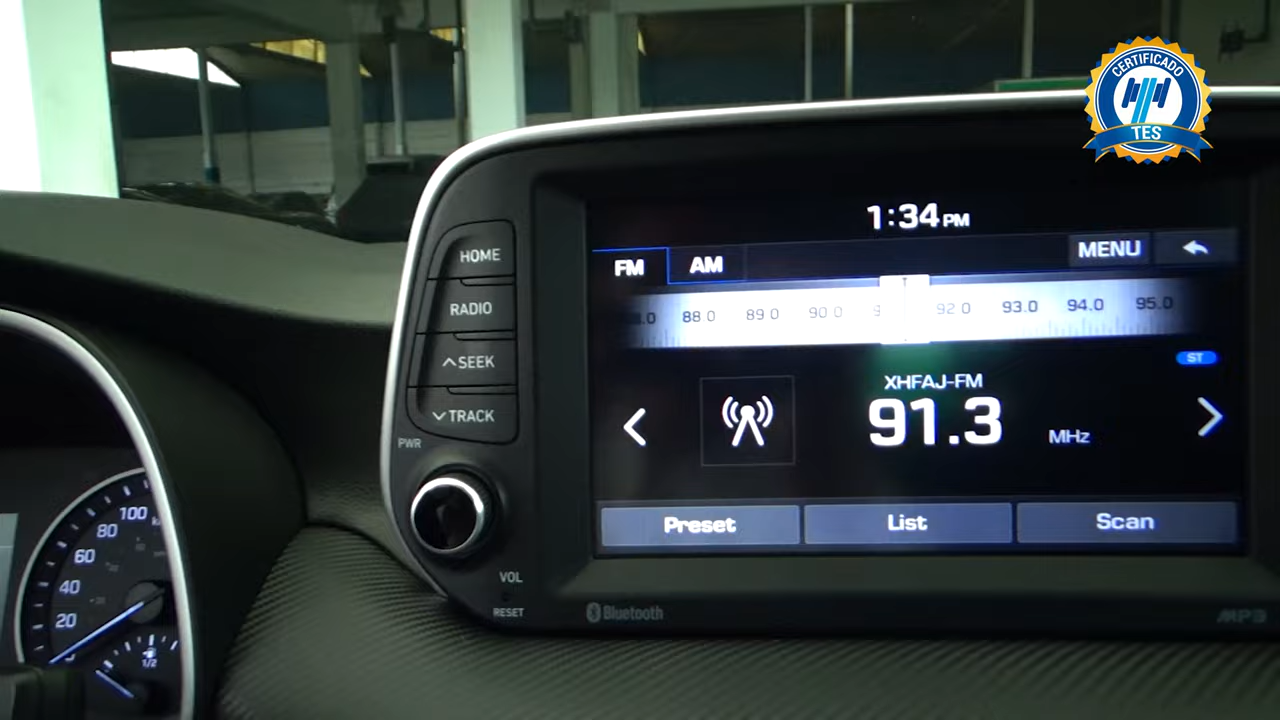 CERTIFICADO
TES
1:34 PM
FM
AM
MENU
88.0
89.0
90.0
92.0
93.0
94.0
95.0
ST
XHFAJ-FM
91.3
MHz
Preset
List
Scan
HOME
RADIO
SEEK
TRACK
PWR
VOL
RESET
Bluetooth
MP3
100
80
60
40
20
1/2